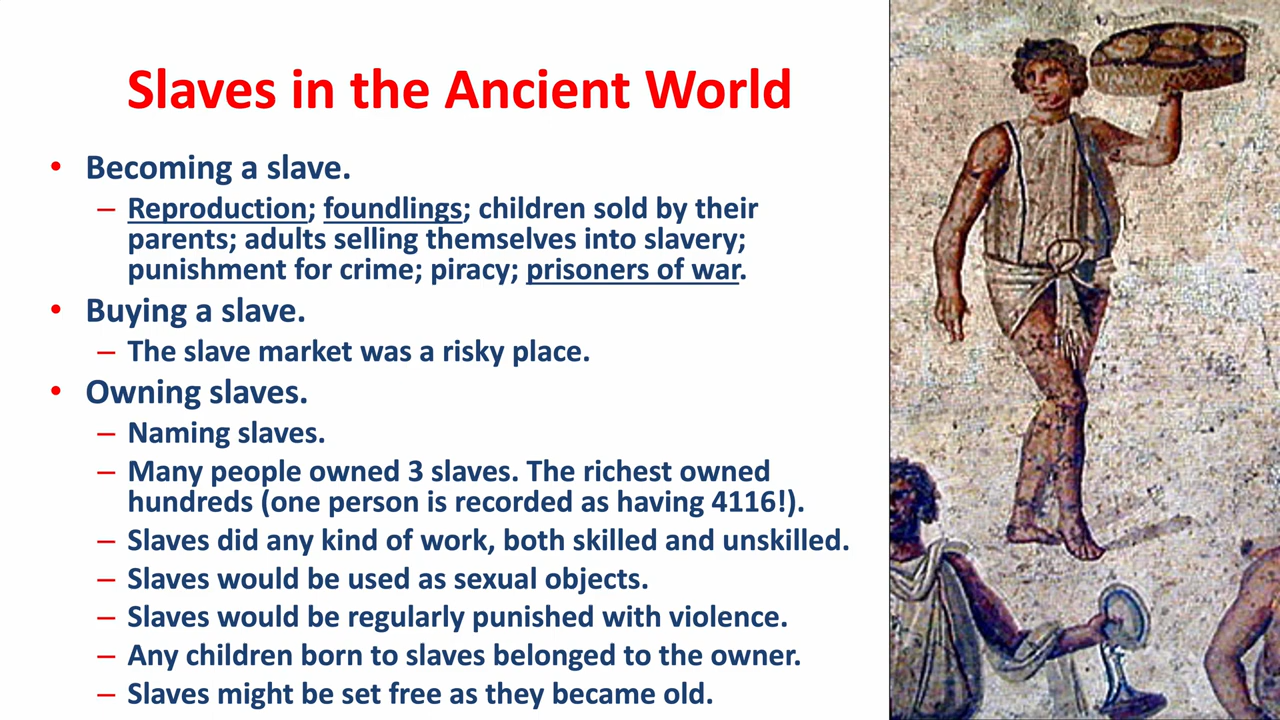 Slaves in the Ancient World
• Becoming a slave.
– Reproduction; foundlings; children sold by their
parents; adults selling themselves into slavery;
punishment for crime; piracy; prisoners of war.
• Buying a slave.
– The slave market was a risky place.
• Owning slaves.
– Naming slaves.
– Many people owned 3 slaves. The richest owned
hundreds (one person is recorded as having 4116!).
– Slaves did any kind of work, both skilled and unskilled.
– Slaves would be used as sexual objects.
– Slaves would be regularly punished with violence.
– Any children born to slaves belonged to the owner.
– Slaves might be set free as they became old.